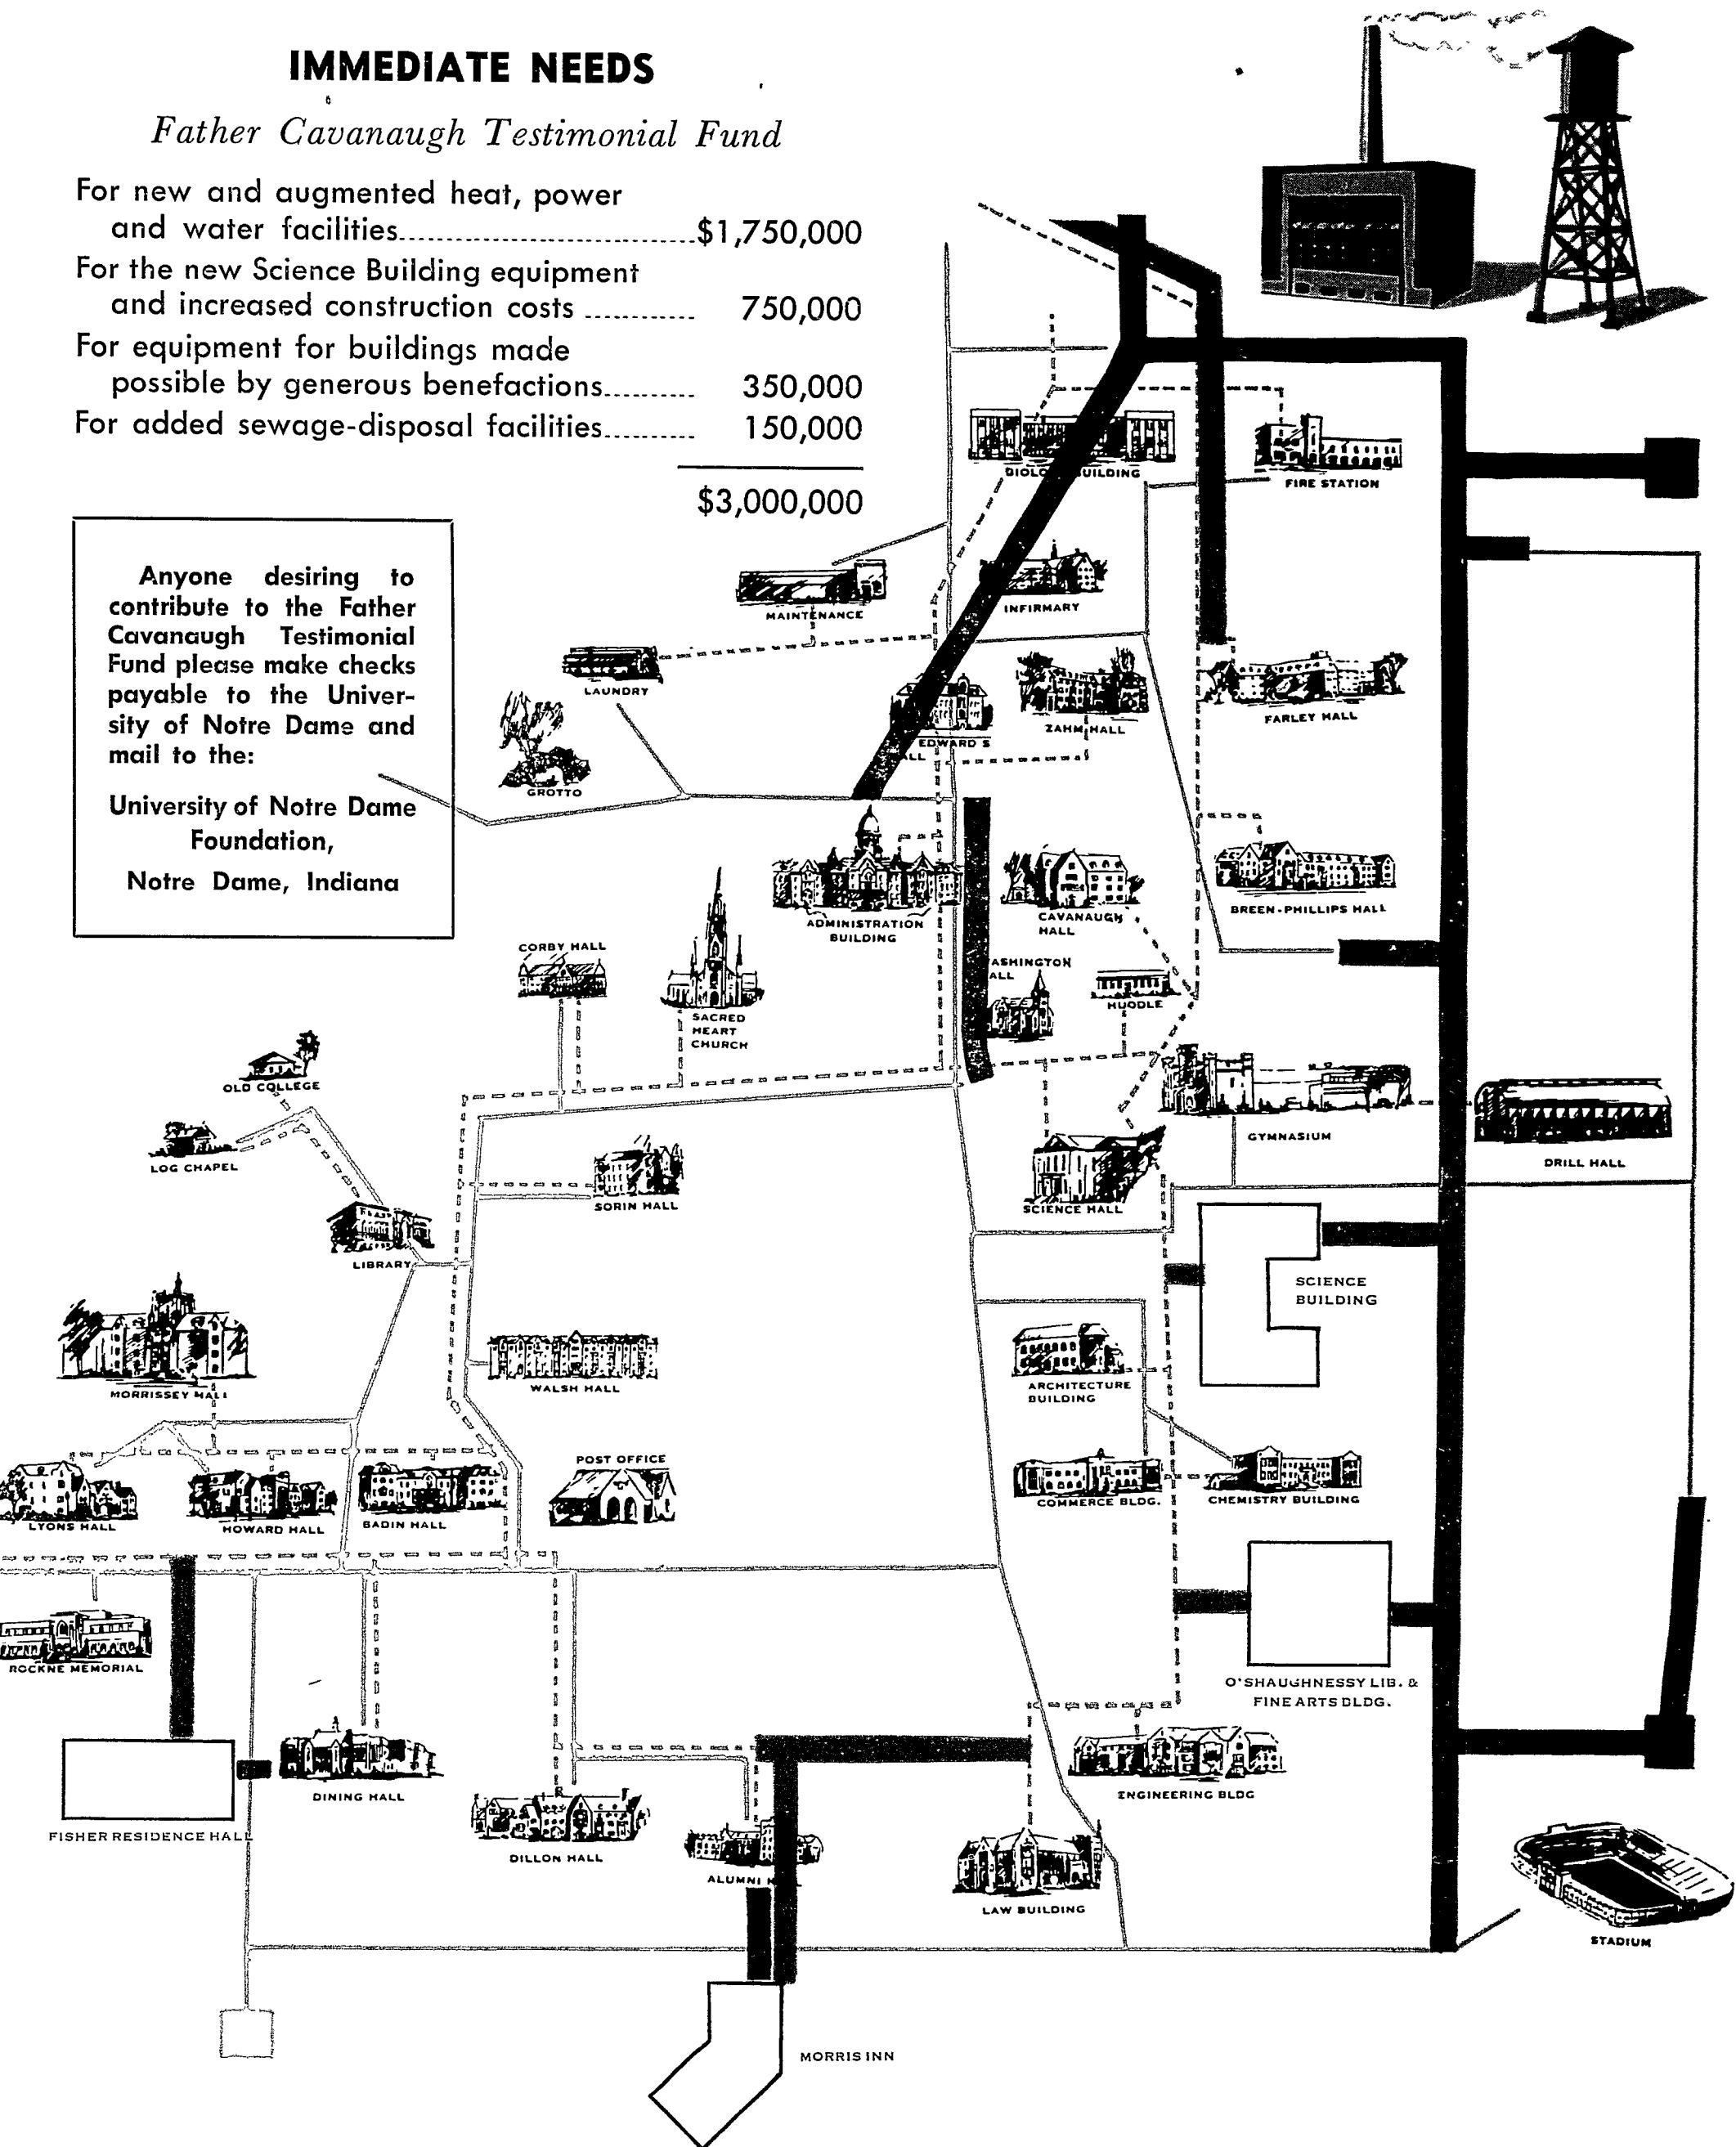 IMMEDIATE NEEDS
Father Cavanaugh Testimonial Fund
For new and augmented heat, power
and water facilities..................................$1,750,000
For the new Science Building equipment
and increased construction costs ............. 750,000
For equipment for buildings made
possible by generous benefactions.......... 350,000
For added sewage-disposal facilities.......... 150,000
$3,000,000
Anyone desiring to
contribute to the Father
Cavanaugh Testimonial
Fund please make checks
payable to the Univer-
sity of Notre Dame and
mail to the:
University of Notre Dame
Foundation,
Notre Dame, Indiana
BUILDING
FIRE STATION
MAINTENANCE
INFIRMARY
LAUNDRY
EDWARD S
ZAHM HALL
FARLEY HALL
GROTTO
ADMINISTRATION
BUILDING
CAVANAUGH
HALL
BREEN-PHILLIPS HALL
CORBY HALL
SACRED
HEART
CHURCH
HUDDLE
OLD COLLEGE
LOG CHAPEL
GYMNASIUM
DRILL HALL
SORIN HALL
SCIENCE HALL
LIBRARY
SCIENCE
BUILDING
MORRISSEY HALL
WALSH HALL
ARCHITECTURE
BUILDING
POST OFFICE
LYONS HALL
HOWARD HALL
BADIN HALL
COMMERCE BLDG.
CHEMISTRY BUILDING
ROCKNE MEMORIAL
O'SHAUGHNESSY LIB. &
FINE ARTS BLDG.
DINING HALL
ENGINEERING BLDG
FISHER RESIDENCE HALL
DILLON HALL
ALUMNI
LAW BUILDING
STADIUM
MORRIS INN